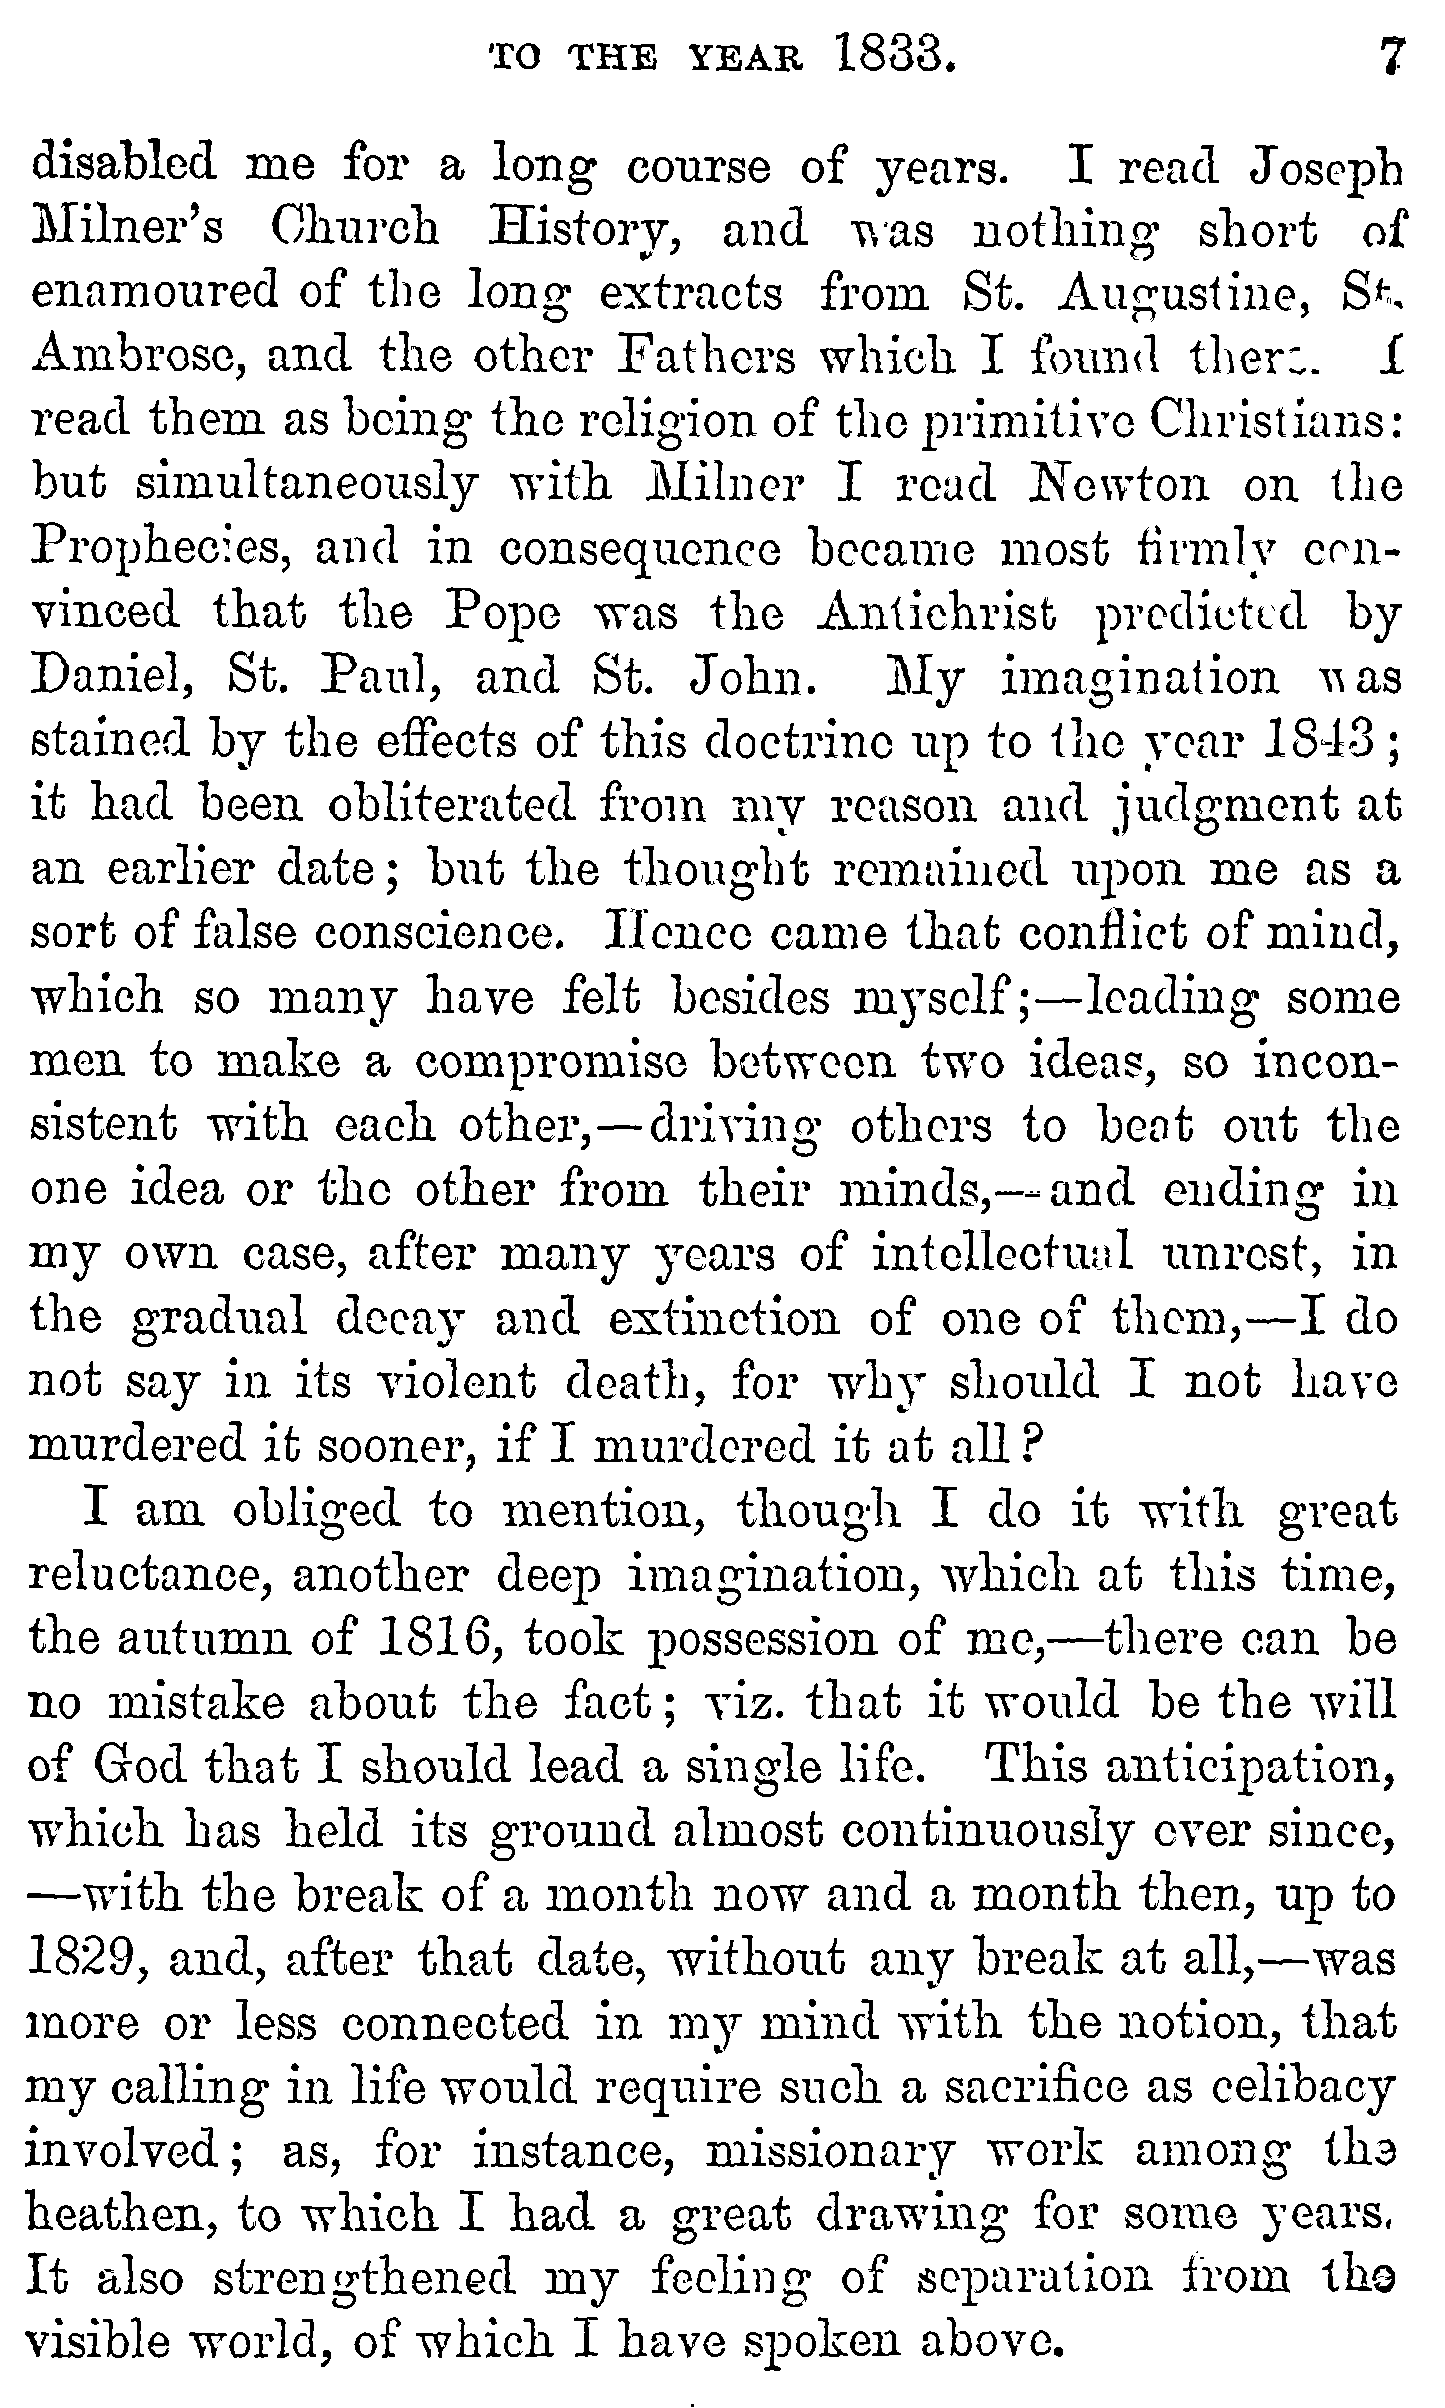 TO THE YEAR 1833. 7
disabled me for a long course of years. I read Joseph
Milner's Church History, and was nothing short of
enamoured of the long extracts from St. Augustine, St.
Ambrose, and the other Fathers which I found there. I
read them as being the religion of the primitive Christians:
but simultaneously with Milner I read Newton on the
Prophecies, and in consequence became most firmly con-
vinced that the Pope was the Antichrist predicted by
Daniel, St. Paul, and St. John. My imagination was
stained by the effects of this doctrine up to the year 1843;
it had been obliterated from my reason and judgment at
an earlier date; but the thought remained upon me as a
sort of false conscience. Hence came that conflict of mind,
which so many have felt besides myself;—leading some
men to make a compromise between two ideas, so incon-
sistent with each other,—driving others to beat out the
one idea or the other from their minds,—and ending in
my own case, after many years of intellectual unrest, in
the gradual decay and extinction of one of them,—I do
not say in its violent death, for why should I not have
murdered it sooner, if I murdered it at all?
I am obliged to mention, though I do it with great
reluctance, another deep imagination, which at this time,
the autumn of 1816, took possession of me,—there can be
no mistake about the fact; viz. that it would be the will
of God that I should lead a single life. This anticipation,
which has held its ground almost continuously ever since,
—with the break of a month now and a month then, up to
1829, and, after that date, without any break at all,—was
more or less connected in my mind with the notion, that
my calling in life would require such a sacrifice as celibacy
involved; as, for instance, missionary work among the
heathen, to which I had a great drawing for some years.
It also strengthened my feeling of separation from the
visible world, of which I have spoken above.